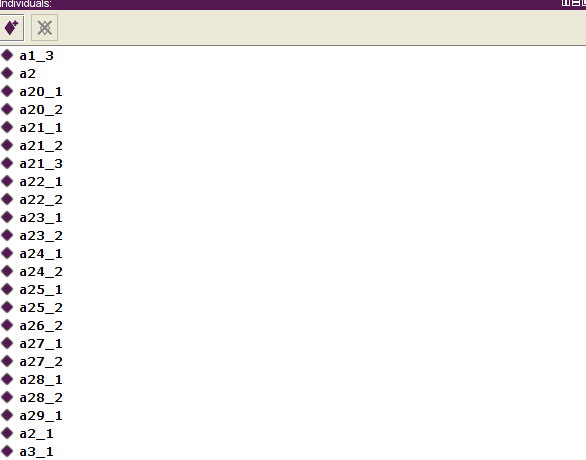 Individuals:
a1_3
a2
a20_1
a20_2
a21_1
a21_2
a21_3
a22_1
a22_2
a23_1
a23_2
a24_1
a24_2
a25_1
a25_2
a26_2
a27_1
a27_2
a28_1
a28_2
a29_1
a2_1
a3_1